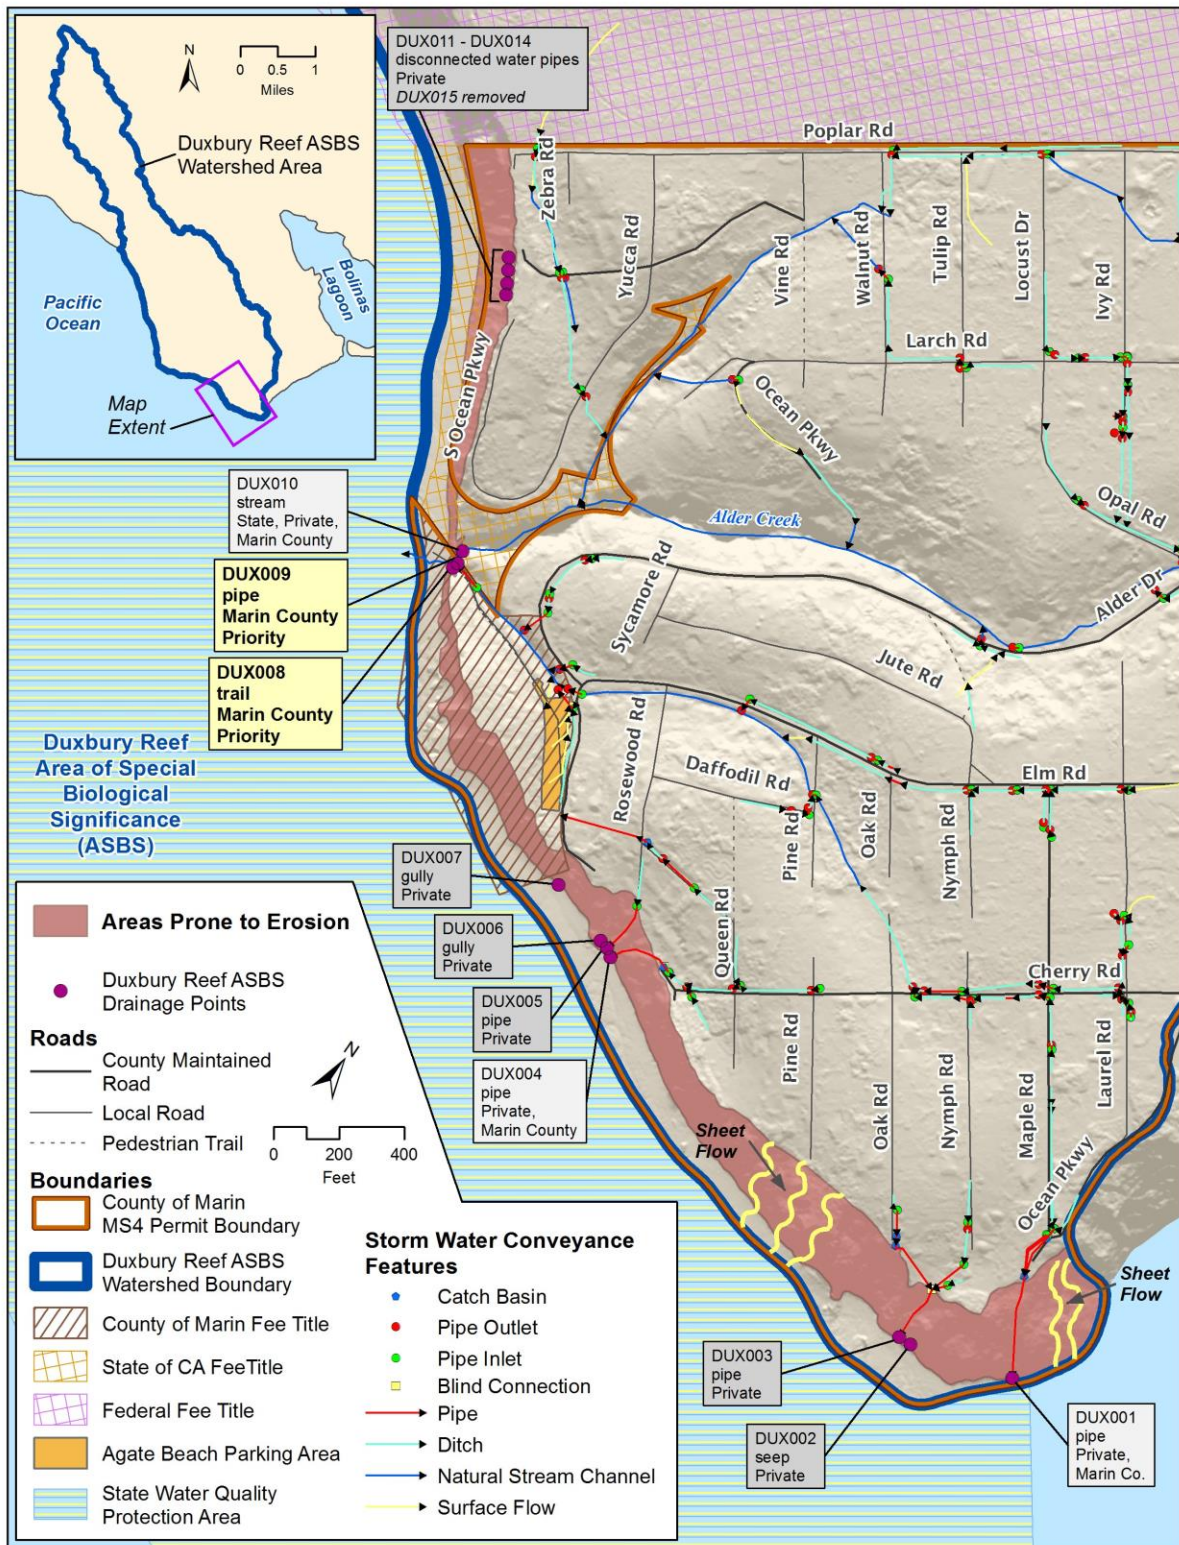 DUX011 - DUX014
disconnected water pipes
Private
DUX015 removed
N
0 0.5 1
Miles
Duxbury Reef ASBS
Watershed Area
Pacific
Ocean
Bolinas
Lagoon
Map
Extent
Poplar Rd
Zebra Rd
Yucca Rd
Vine Rd
Walnut Rd
Tulip Rd
Locust Dr
Ivy Rd
Larch Rd
S Ocean Pkwy
Ocean Pkwy
Opal Rd
Alder Creek
Alder Dr
Sycamore Rd
Jute Rd
DUX010
stream
State, Private,
Marin County
DUX009
pipe
Marin County
Priority
DUX008
trail
Marin County
Priority
Duxbury Reef
Area of Special
Biological
Significance
(ASBS)
Rosewood Rd
Daffodil Rd
Elm Rd
Pine Rd
Oak Rd
Nymph Rd
Queen Rd
Cherry Rd
DUX007
gully
Private
DUX006
gully
Private
DUX005
pipe
Private
DUX004
pipe
Private,
Marin County
Pine Rd
Oak Rd
Nymph Rd
Maple Rd
Laurel Rd
Ocean Pkwy
Sheet
Flow
Sheet
Flow
DUX003
pipe
Private
DUX002
seep
Private
DUX001
pipe
Private,
Marin Co.
Areas Prone to Erosion
Duxbury Reef ASBS
Drainage Points
Roads
County Maintained
Road
Local Road
Pedestrian Trail
N
0 200 400
Feet
Boundaries
County of Marin
MS4 Permit Boundary
Duxbury Reef ASBS
Watershed Boundary
County of Marin Fee Title
State of CA FeeTitle
Federal Fee Title
Agate Beach Parking Area
State Water Quality
Protection Area
Storm Water Conveyance
Features
Catch Basin
Pipe Outlet
Pipe Inlet
Blind Connection
Pipe
Ditch
Natural Stream Channel
Surface Flow